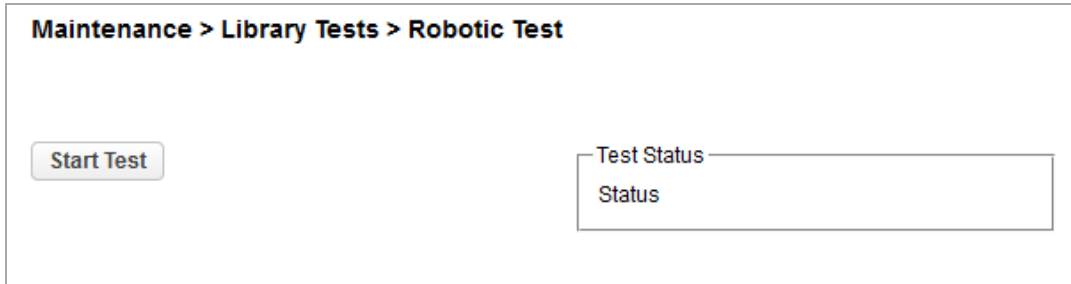 Maintenance > Library Tests > Robotic Test
Start Test
Test Status
Status